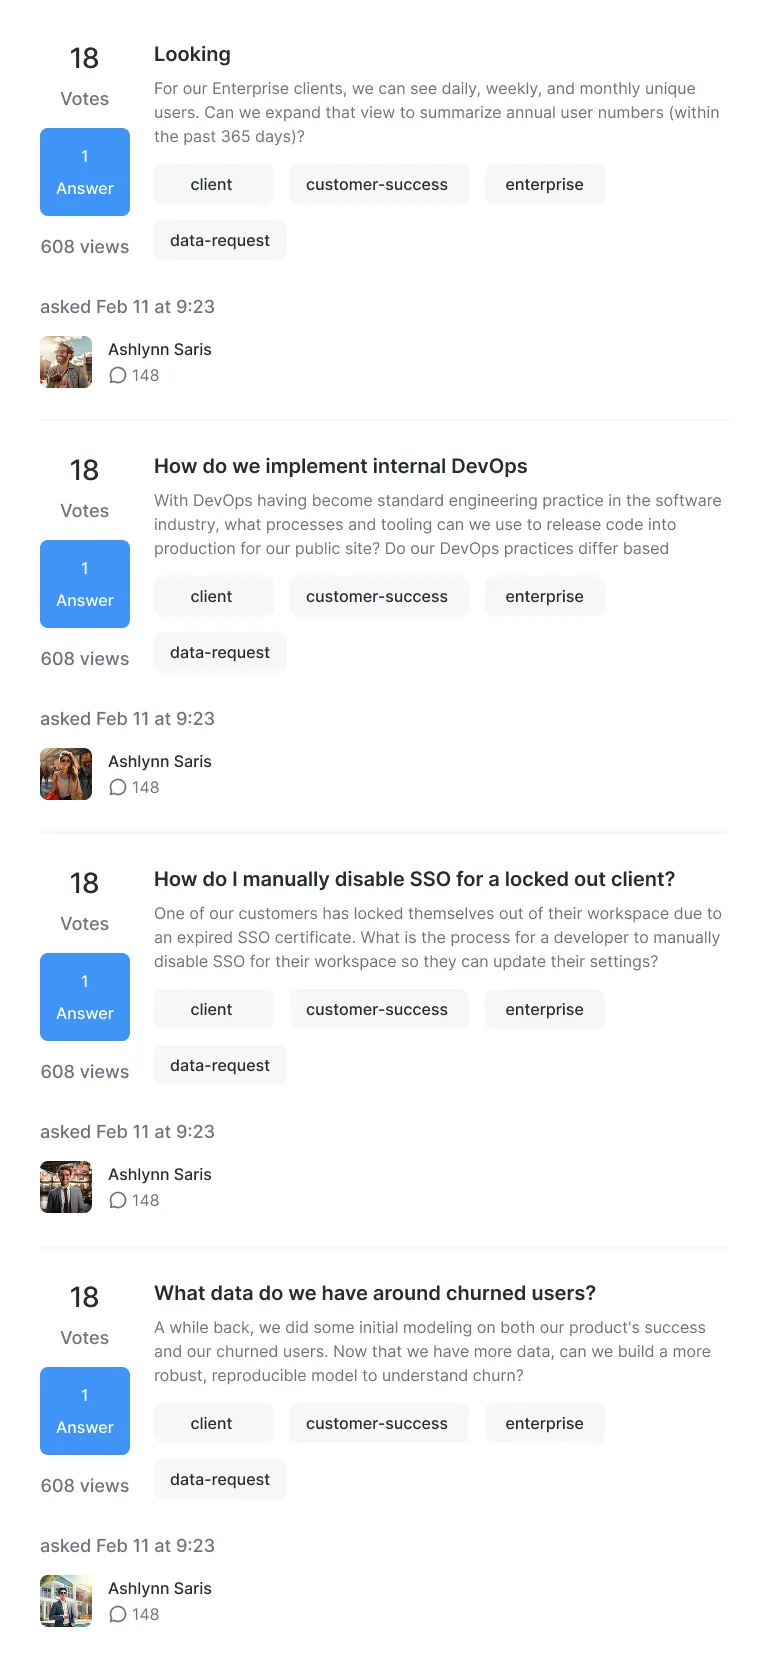 18
Votes
1
Answer
608 views
Looking
For our Enterprise clients, we can see daily, weekly, and monthly unique
users. Can we expand that view to summarize annual user numbers (within
the past 365 days)?
client customer-success enterprise
data-request
asked Feb 11 at 9:23
Ashlynn Saris
148
18
Votes
1
Answer
608 views
How do we implement internal DevOps
With DevOps having become standard engineering practice in the software
industry, what processes and tooling can we use to release code into
production for our public site? Do our DevOps practices differ based
client customer-success enterprise
data-request
asked Feb 11 at 9:23
Ashlynn Saris
148
18
Votes
1
Answer
608 views
How do I manually disable SSO for a locked out client?
One of our customers has locked themselves out of their workspace due to
an expired SSO certificate. What is the process for a developer to manually
disable SSO for their workspace so they can update their settings?
client customer-success enterprise
data-request
asked Feb 11 at 9:23
Ashlynn Saris
148
18
Votes
1
Answer
608 views
What data do we have around churned users?
A while back, we did some initial modeling on both our product's success
and our churned users. Now that we have more data, can we build a more
robust, reproducible model to understand churn?
client customer-success enterprise
data-request
asked Feb 11 at 9:23
Ashlynn Saris
148